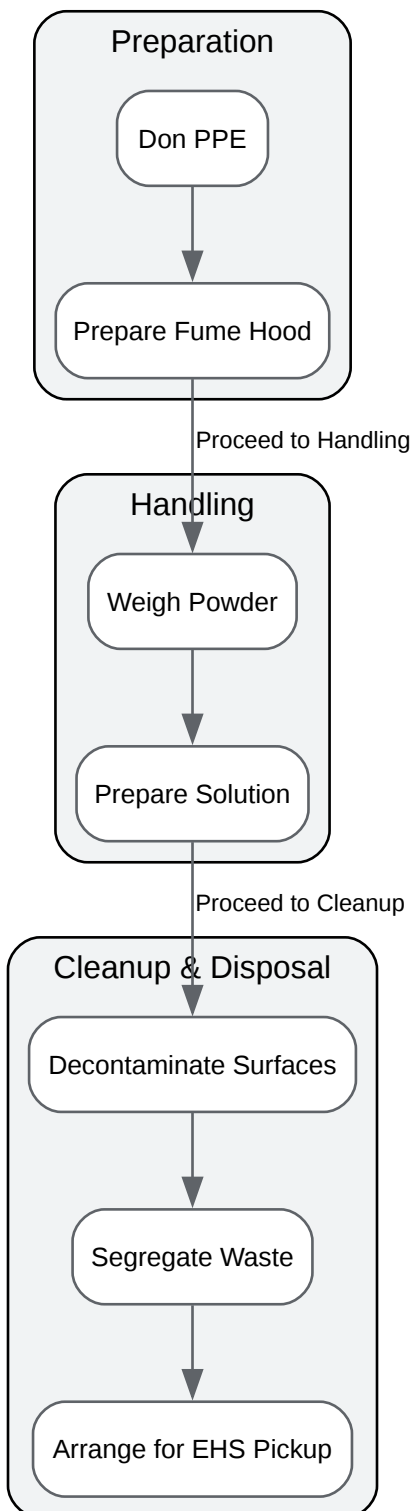 Preparation
Don PPE
Prepare Fume Hood
Proceed to Handling
Handling
Weigh Powder
Prepare Solution
Proceed to Cleanup
Cleanup & Disposal
Decontaminate Surfaces
Segregate Waste
Arrange for EHS Pickup